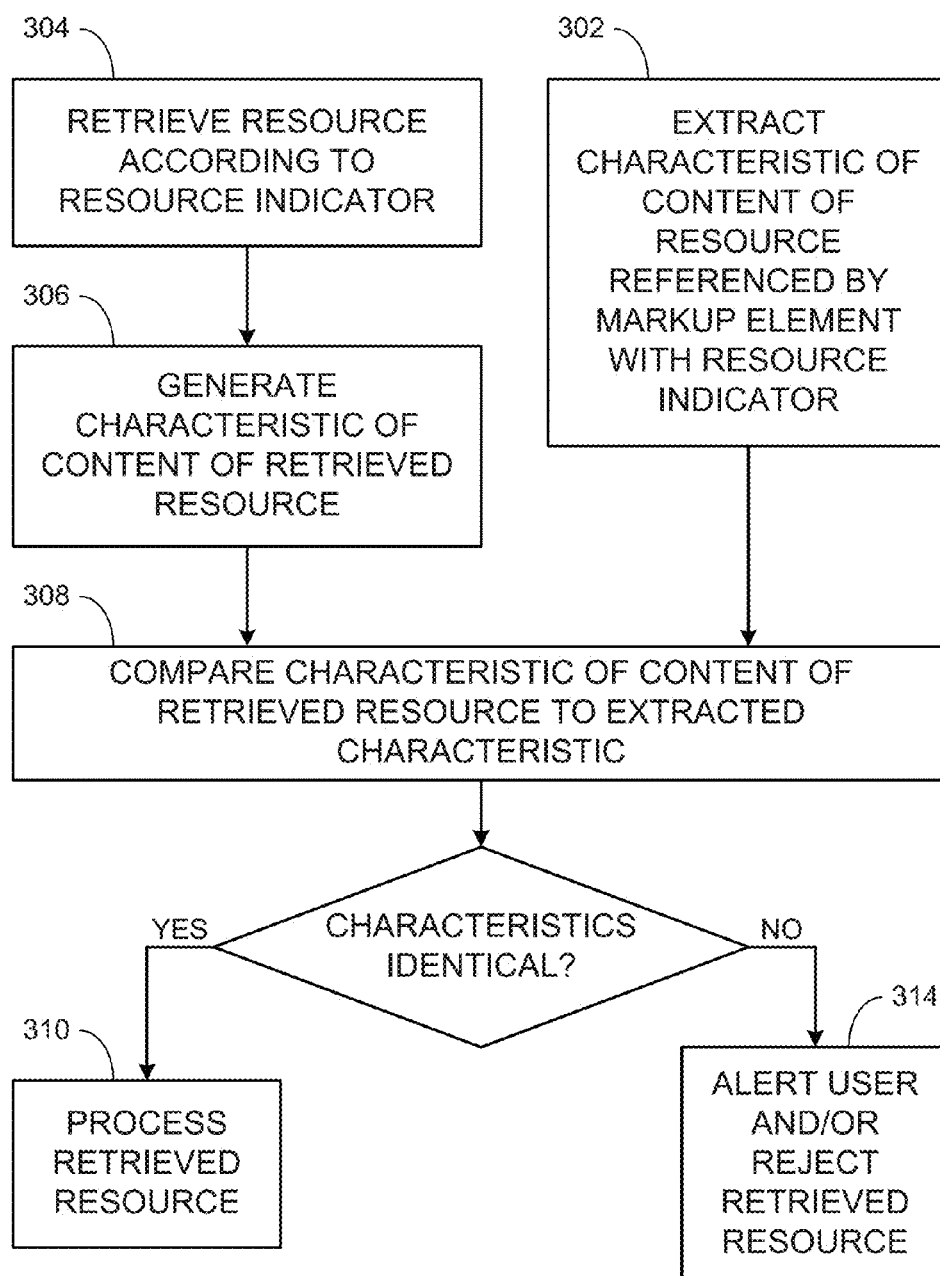 304
RETRIEVE RESOURCE
ACCORDING TO
RESOURCE INDICATOR
302
EXTRACT
CHARACTERISTIC OF
CONTENT OF
RESOURCE
REFERENCED BY
MARKUP ELEMENT
WITH RESOURCE
INDICATOR
306
GENERATE
CHARACTERISTIC OF
CONTENT OF RETRIEVED
RESOURCE
308
COMPARE CHARACTERISTIC OF CONTENT OF
RETRIEVED RESOURCE TO EXTRACTED
CHARACTERISTIC
CHARACTERISTICS
IDENTICAL?
YES
NO
310
PROCESS
RETRIEVED
RESOURCE
314
ALERT USER
AND/OR
REJECT
RETRIEVED
RESOURCE